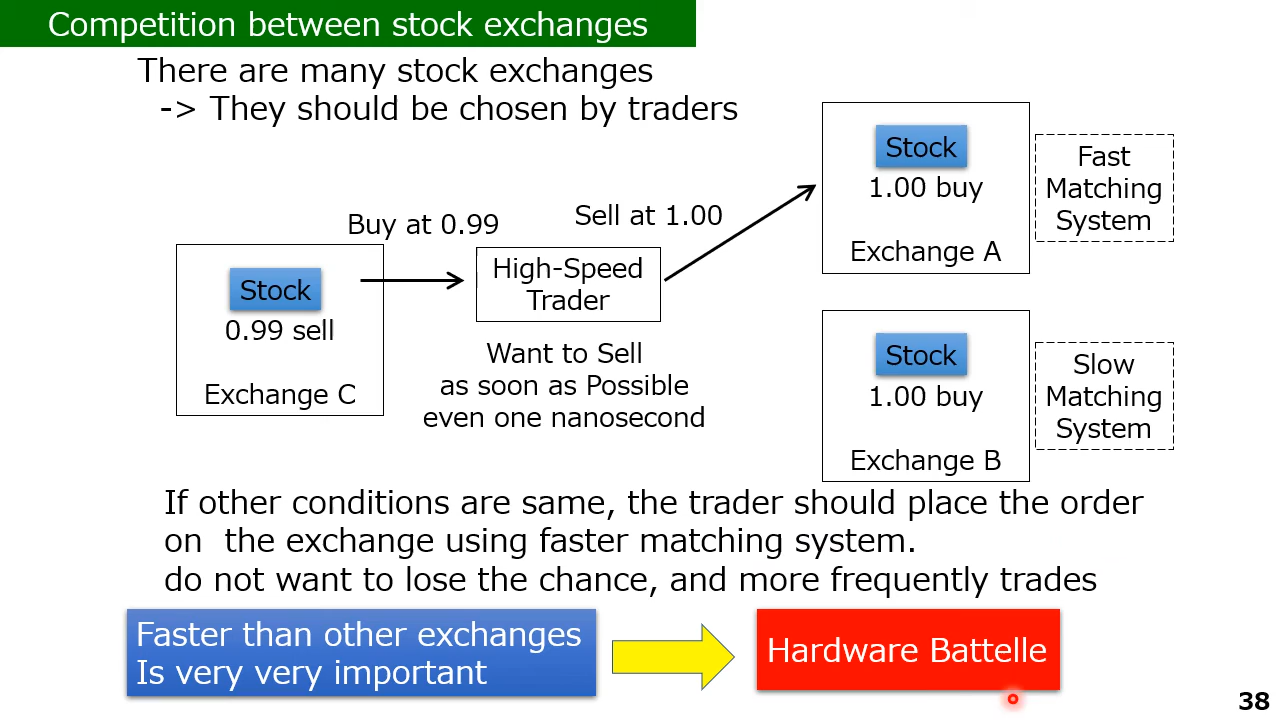 Competition between stock exchanges
There are many stock exchanges
-> They should be chosen by traders
Stock
1.00 buy
Exchange A
Fast
Matching
System
Buy at 0.99
Sell at 1.00
Stock
0.99 sell
Exchange C
High-Speed
Trader
Want to Sell
as soon as Possible
even one nanosecond
Stock
1.00 buy
Exchange B
Slow
Matching
System
If other conditions are same, the trader should place the order
on  the exchange using faster matching system.
do not want to lose the chance, and more frequently trades
Faster than other exchanges
Is very very important
Hardware Battelle
38